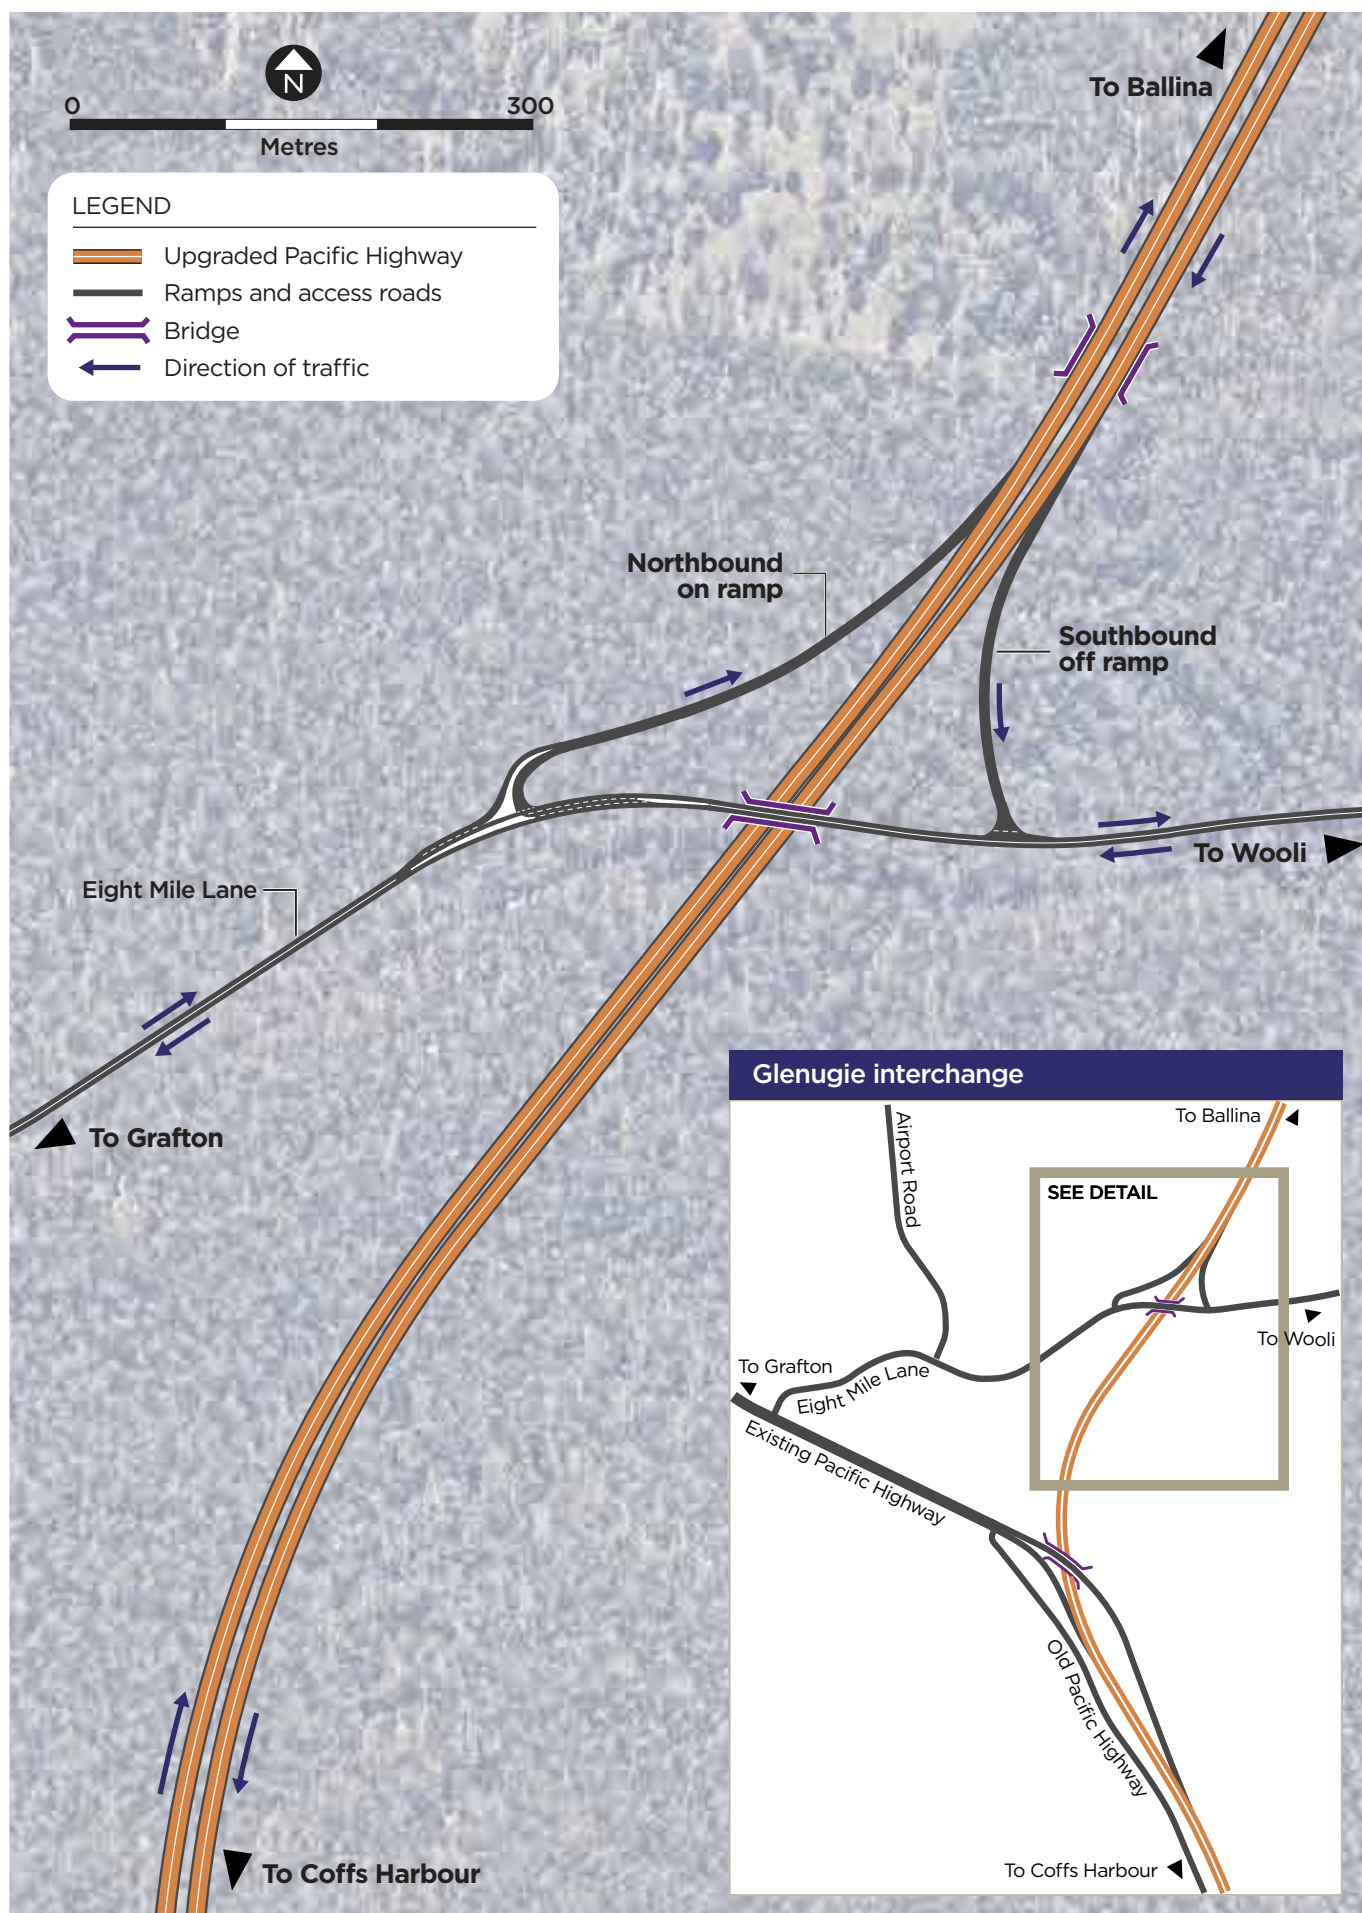 N
0 300
Metres
LEGEND
Upgraded Pacific Highway
Ramps and access roads
Bridge
Direction of traffic
To Ballina
Northbound
on ramp
Southbound
off ramp
To Wooli
Eight Mile Lane
To Grafton
To Coffs Harbour
Glenugie interchange
To Ballina
Airport Road
SEE DETAIL
To Wooli
To Grafton
Eight Mile Lane
Existing Pacific Highway
Old Pacific Highway
To Coffs Harbour